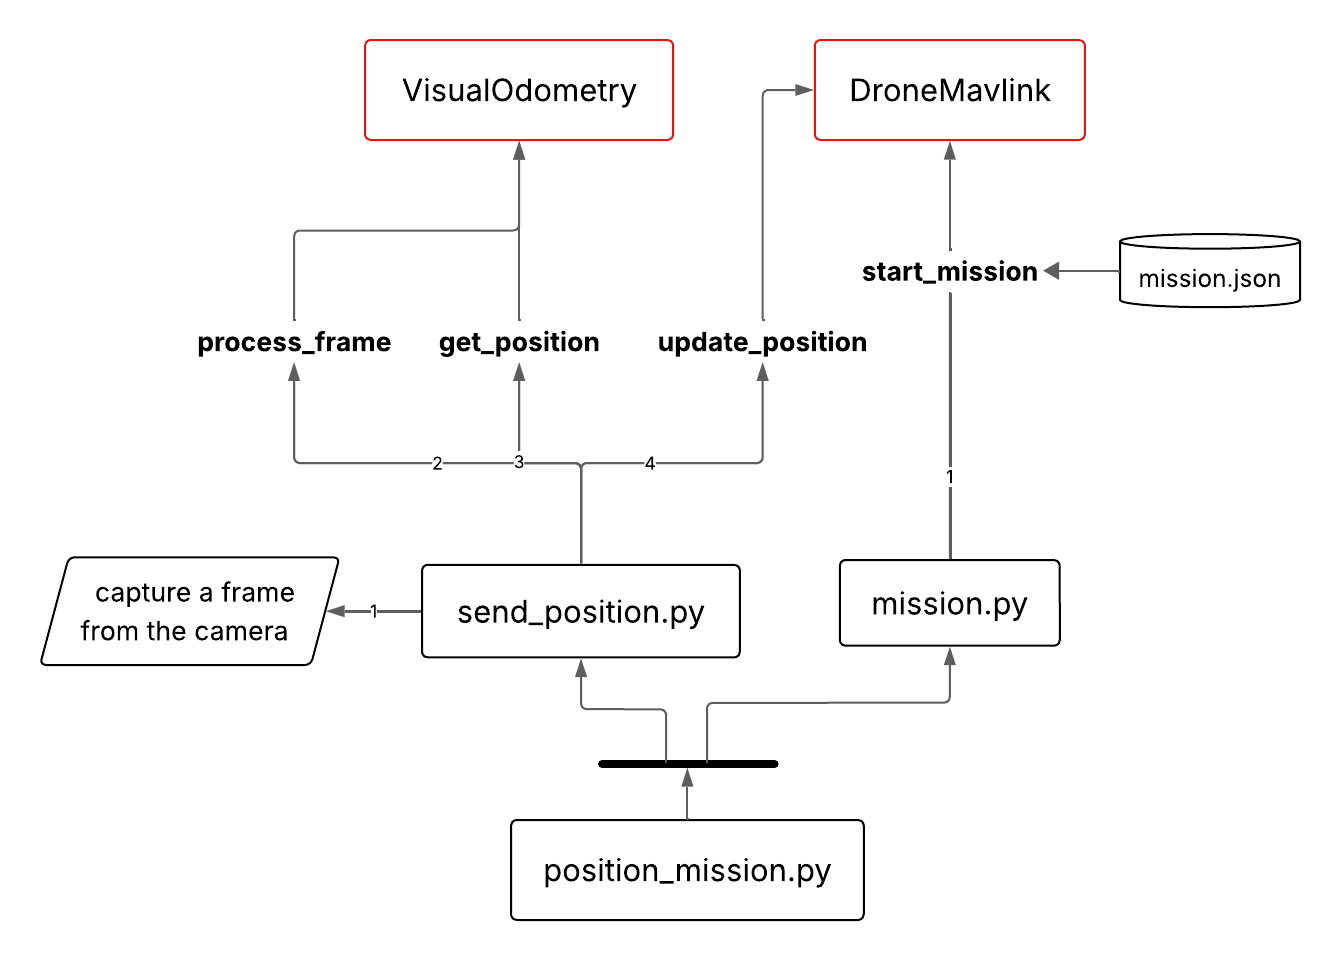 VisualOdometry
DroneMavlink
start_mission
mission.json
process_frame
get_position
update_position
2
3
4
1
capture a frame
from the camera
1
send_position.py
mission.py
position_mission.py